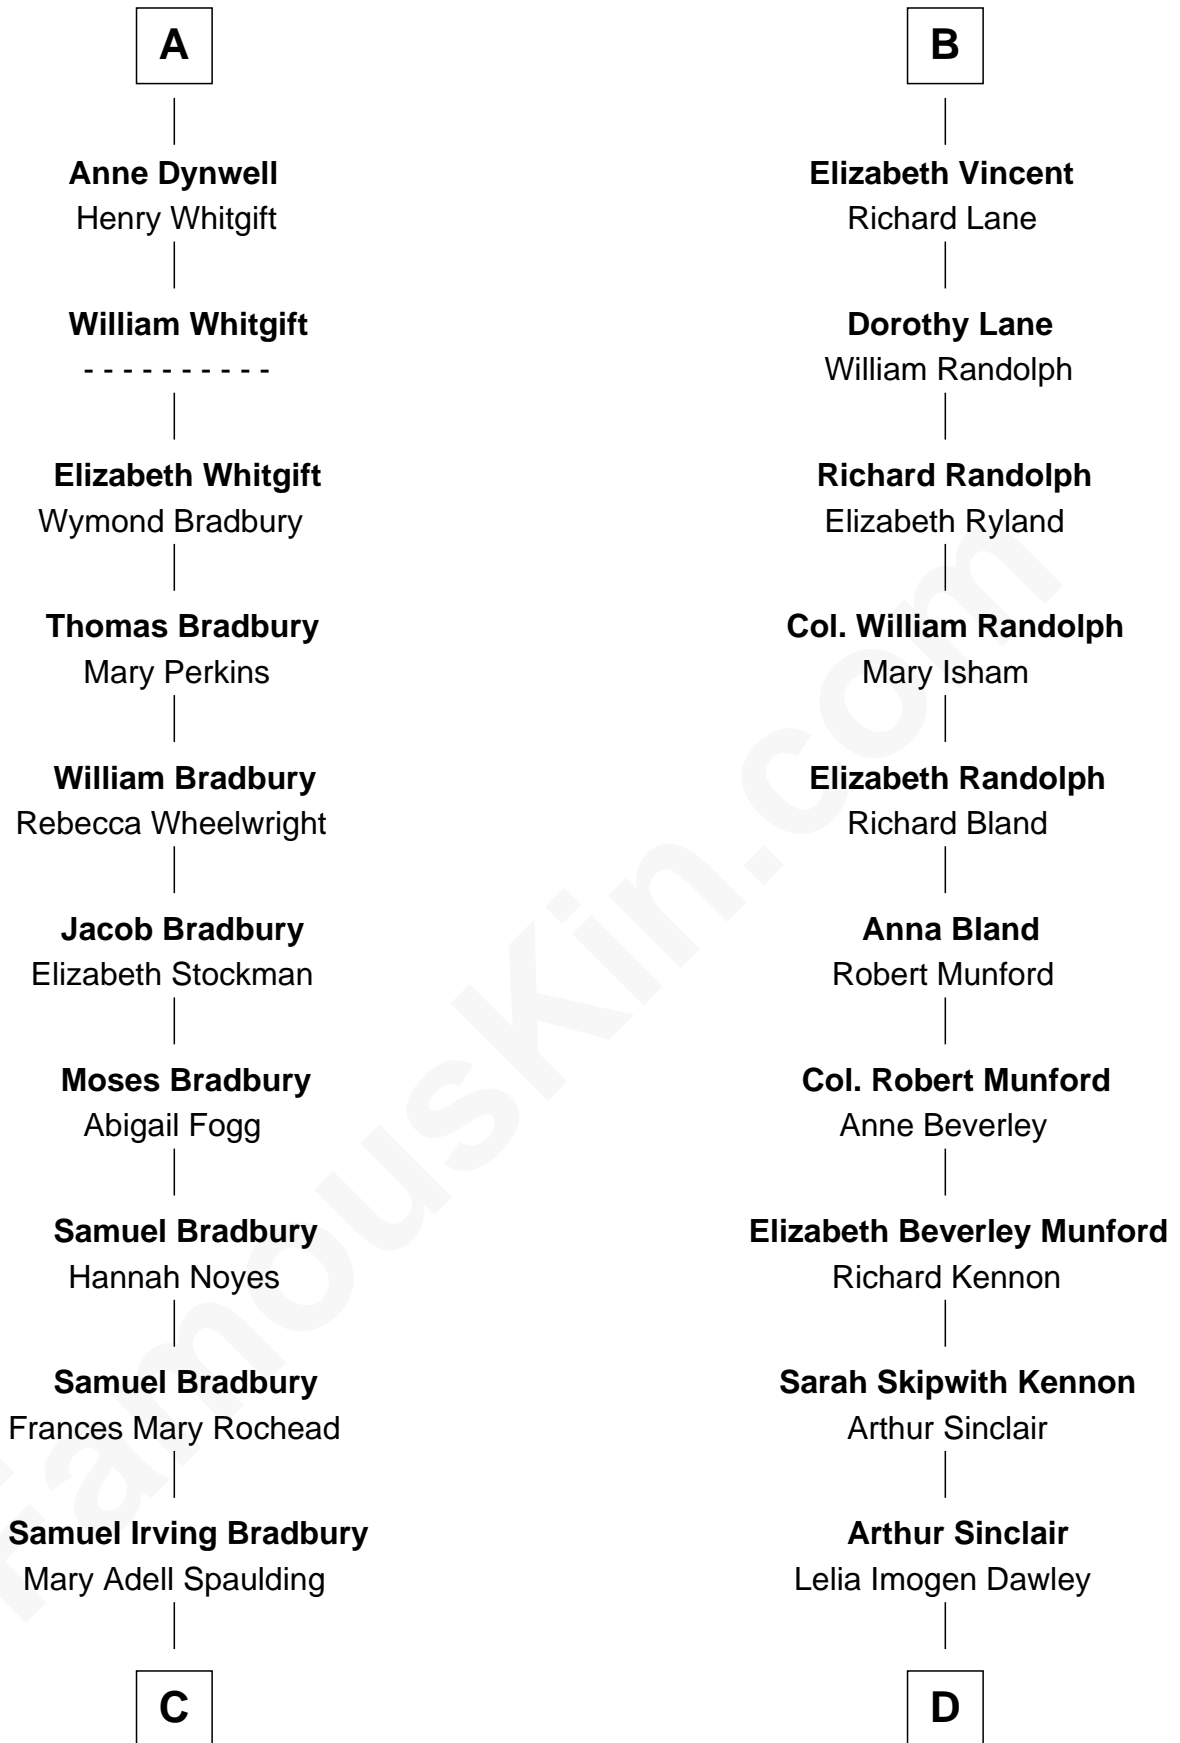 A
Anne Dynwell
Henry Whitgift
William Whitgift
- - - - - - - - - -
Elizabeth Whitgift
Wymond Bradbury
Thomas Bradbury
Mary Perkins
William Bradbury
Rebecca Wheelwright
Jacob Bradbury
Elizabeth Stockman
Moses Bradbury
Abigail Fogg
Samuel Bradbury
Hannah Noyes
Samuel Bradbury
Frances Mary Rochead
Samuel Irving Bradbury
Mary Adell Spaulding
C
B
Elizabeth Vincent
Richard Lane
Dorothy Lane
William Randolph
Richard Randolph
Elizabeth Ryland
Col. William Randolph
Mary Isham
Elizabeth Randolph
Richard Bland
Anna Bland
Robert Munford
Col. Robert Munford
Anne Beverley
Elizabeth Beverley Munford
Richard Kennon
Sarah Skipwith Kennon
Arthur Sinclair
Arthur Sinclair
Lelia Imogen Dawley
D
FamousKin.com